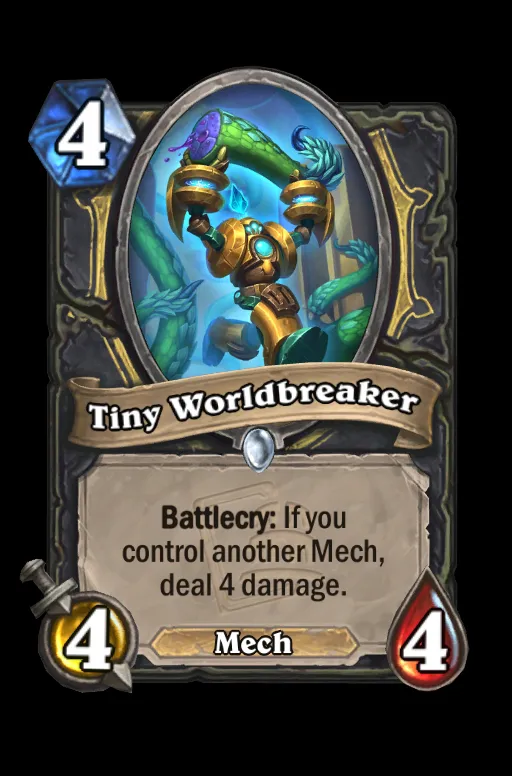 4
Tiny Worldbreaker
Battlecry: If you
control another Mech,
deal 4 damage.
4
Mech
4